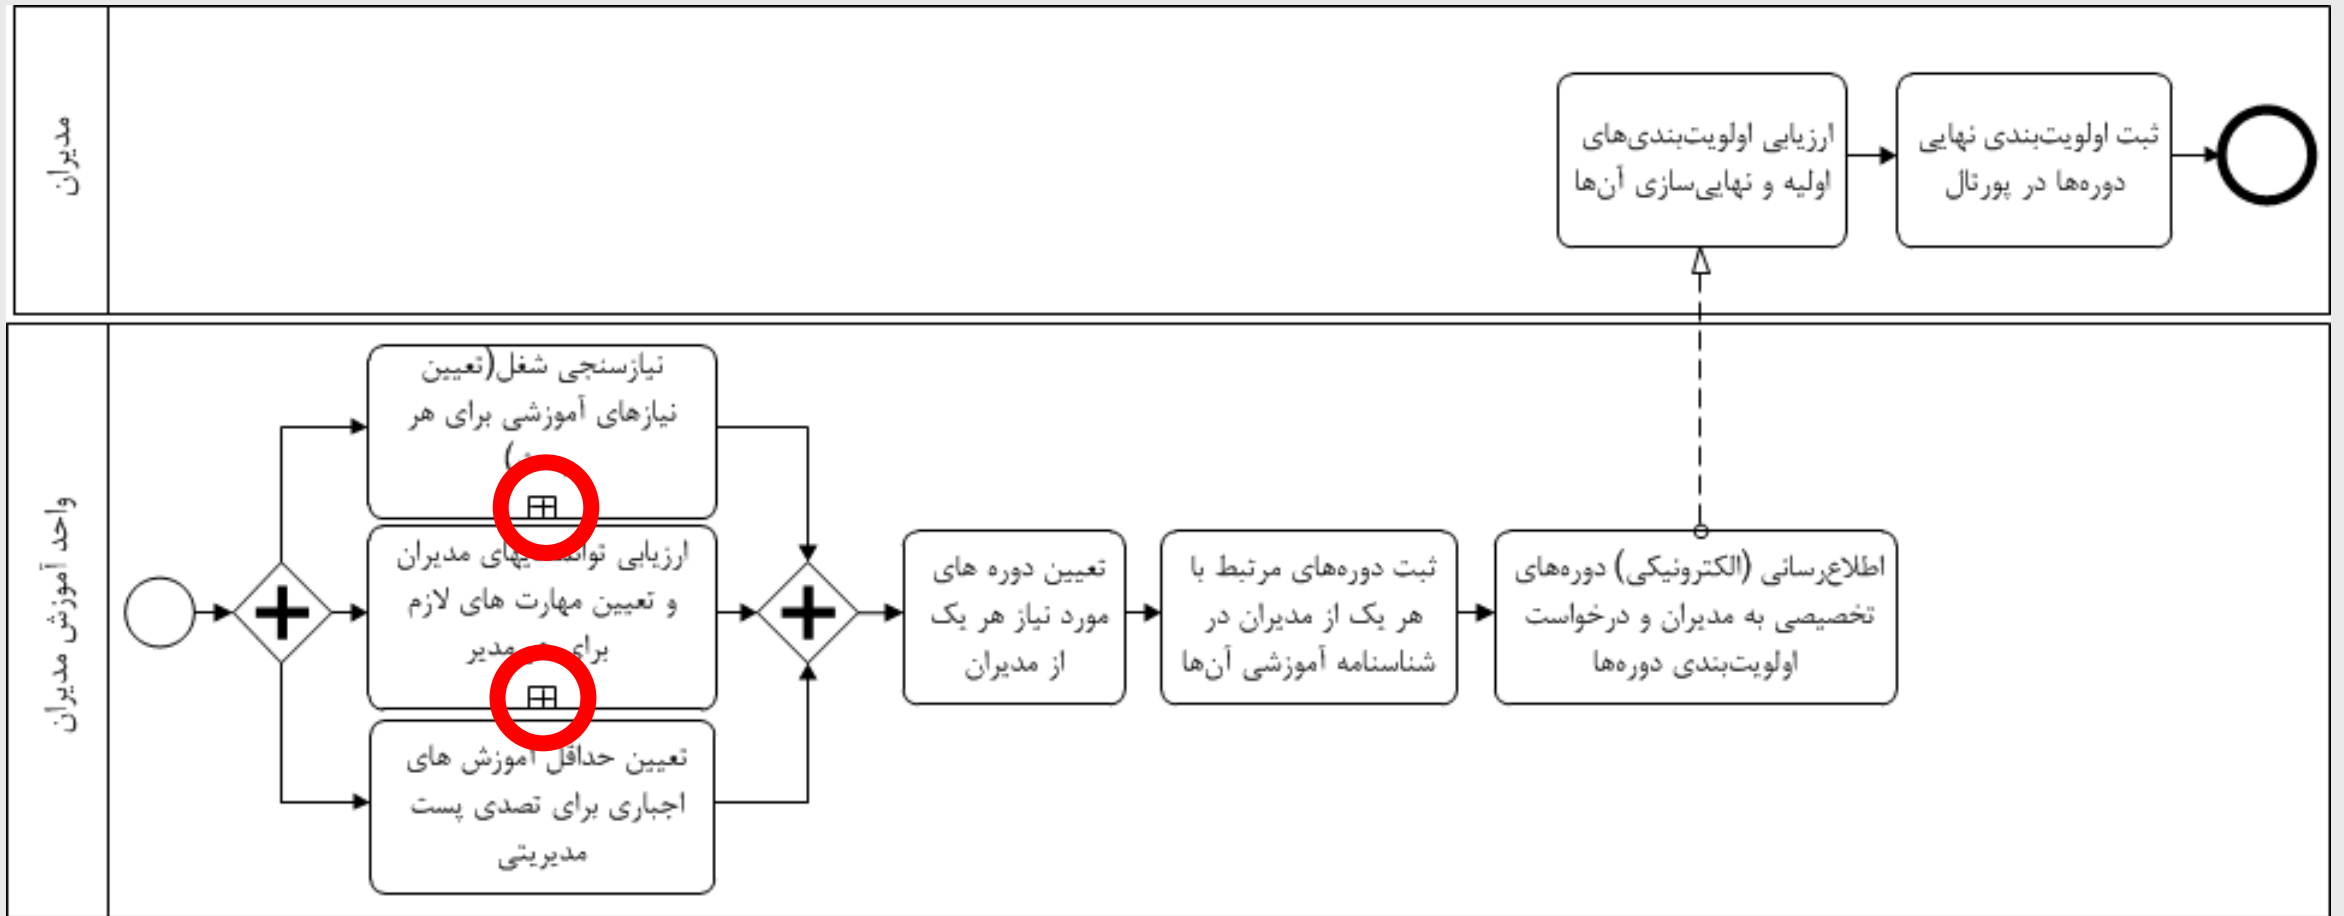 مدیران
ارزیابی اولویت‌بندی‌های
اولیه و نهایی‌سازی آن‌ها
ثبت اولویت‌بندی نهایی
دوره‌ها در پورتال
واحد آموزش مدیران
نیازسنجی شغل(تعیین
نیازهای آموزشی برای هر
ارزیابی مدیران
و تعیین مهارت های لازم
برای مدیر
تعیین حداقل آموزش های
اجباری برای تصدی پست
مدیریتی
تعیین دوره های
مورد نیاز هر یک
از مدیران
ثبت دوره‌های مرتبط با
هر یک از مدیران در
شناسنامه آموزشی آن‌ها
اطلاع‌رسانی (الکترونیکی) دوره‌های
تخصیصی به مدیران و درخواست
اولویت‌بندی دوره‌ها